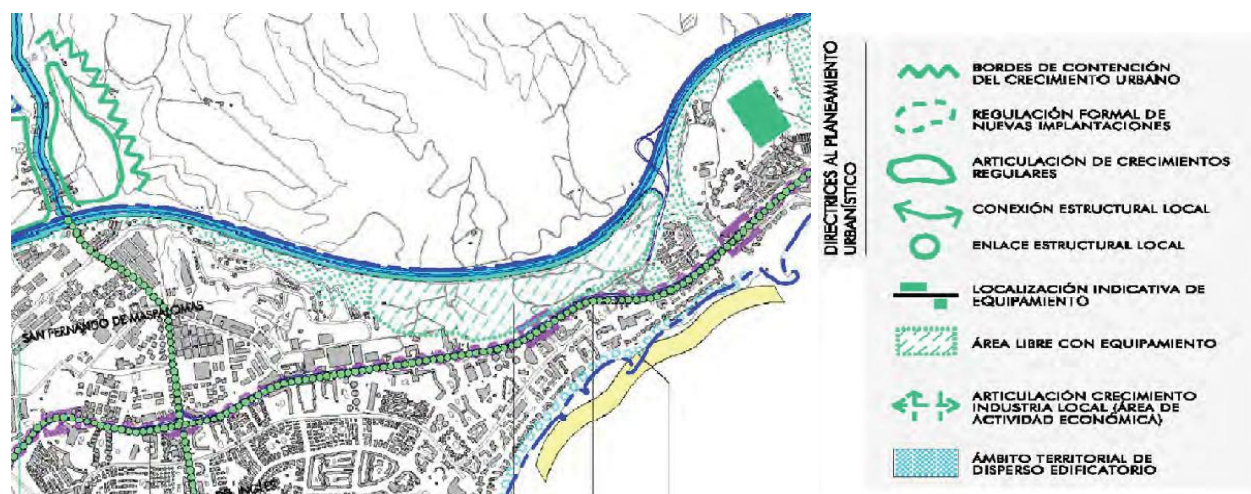 SAN FERNANDO DE MASPALOMAS
DIRECTRICES AL PLANEAMIENTO
URBANÍSTICO
BORDES DE CONTENCIÓN
DEL CRECIMIENTO URBANO
REGULACIÓN FORMAL DE
NUEVAS IMPLANTACIONES
ARTICULACIÓN DE CRECIMIENTOS
REGULARES
CONEXIÓN ESTRUCTURAL LOCAL
ENLACE ESTRUCTURAL LOCAL
LOCALIZACIÓN INDICATIVA DE
EQUIPAMIENTO
ÁREA LIBRE CON EQUIPAMIENTO
ARTICULACIÓN CRECIMIENTO
INDUSTRIA LOCAL (ÁREA DE
ACTIVIDAD ECONÓMICA)
ÁMBITO TERRITORIAL DE
DISPERSO EDIFICATORIO